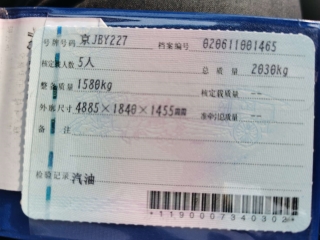 号牌号码 京JBY227 档案编号 020611001465
核定载人数 5人 总质量 2030kg
整备质量 1580kg 核定载质量 --
外廓尺寸 4885×1840×1455mm 准牵引总质量 --
备注
检验记录 汽油
*1190007340302*